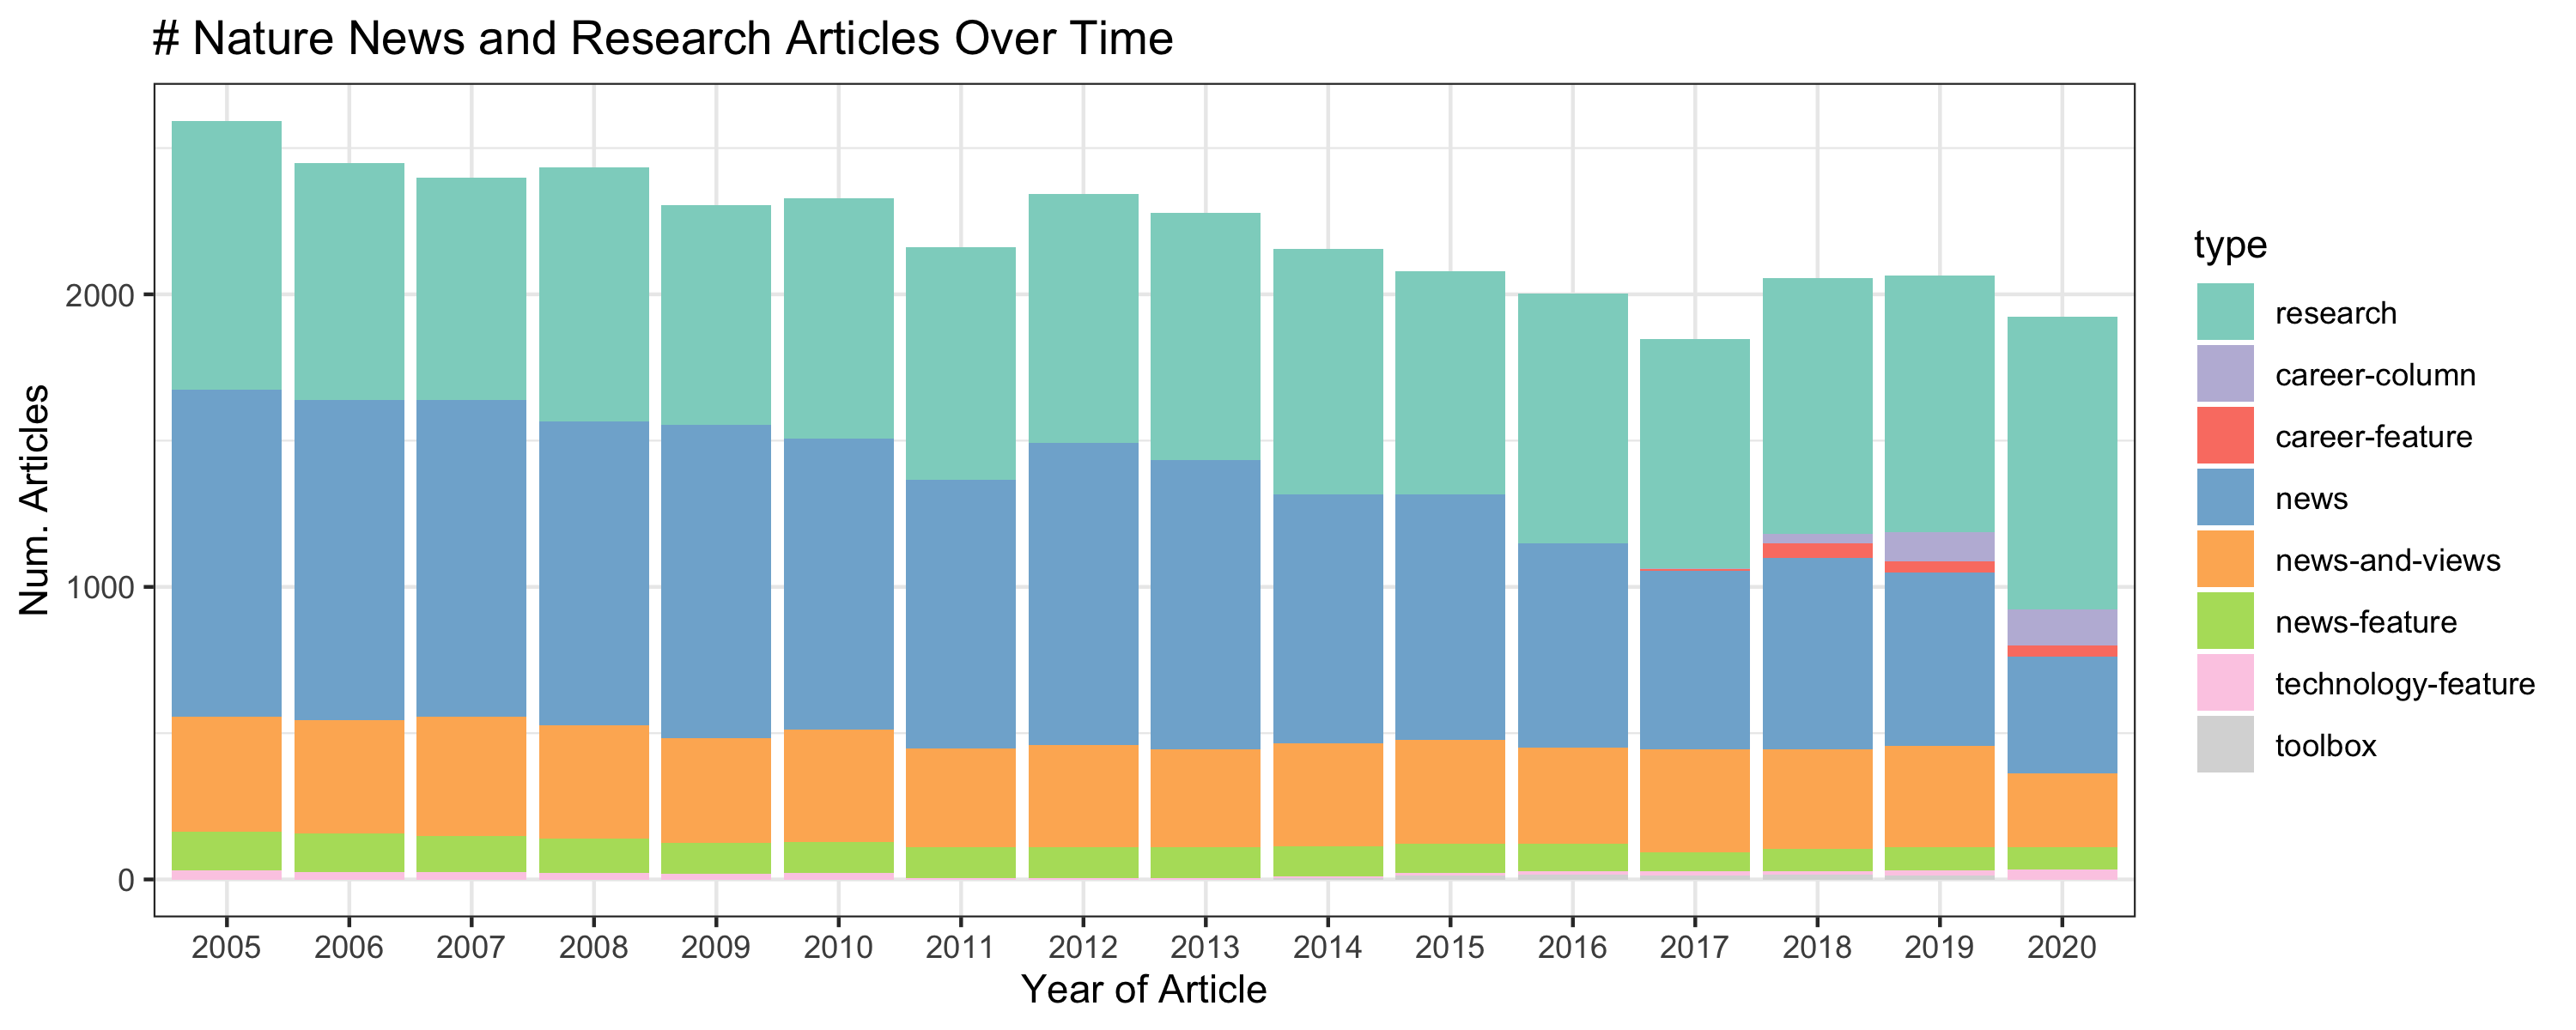 # Nature News and Research Articles Over Time
Num. Articles
2000
1000
0
2005 2006 2007 2008 2009 2010 2011 2012 2013 2014 2015 2016 2017 2018 2019 2020
Year of Article
type
research
career-column
career-feature
news
news-and-views
news-feature
technology-feature
toolbox